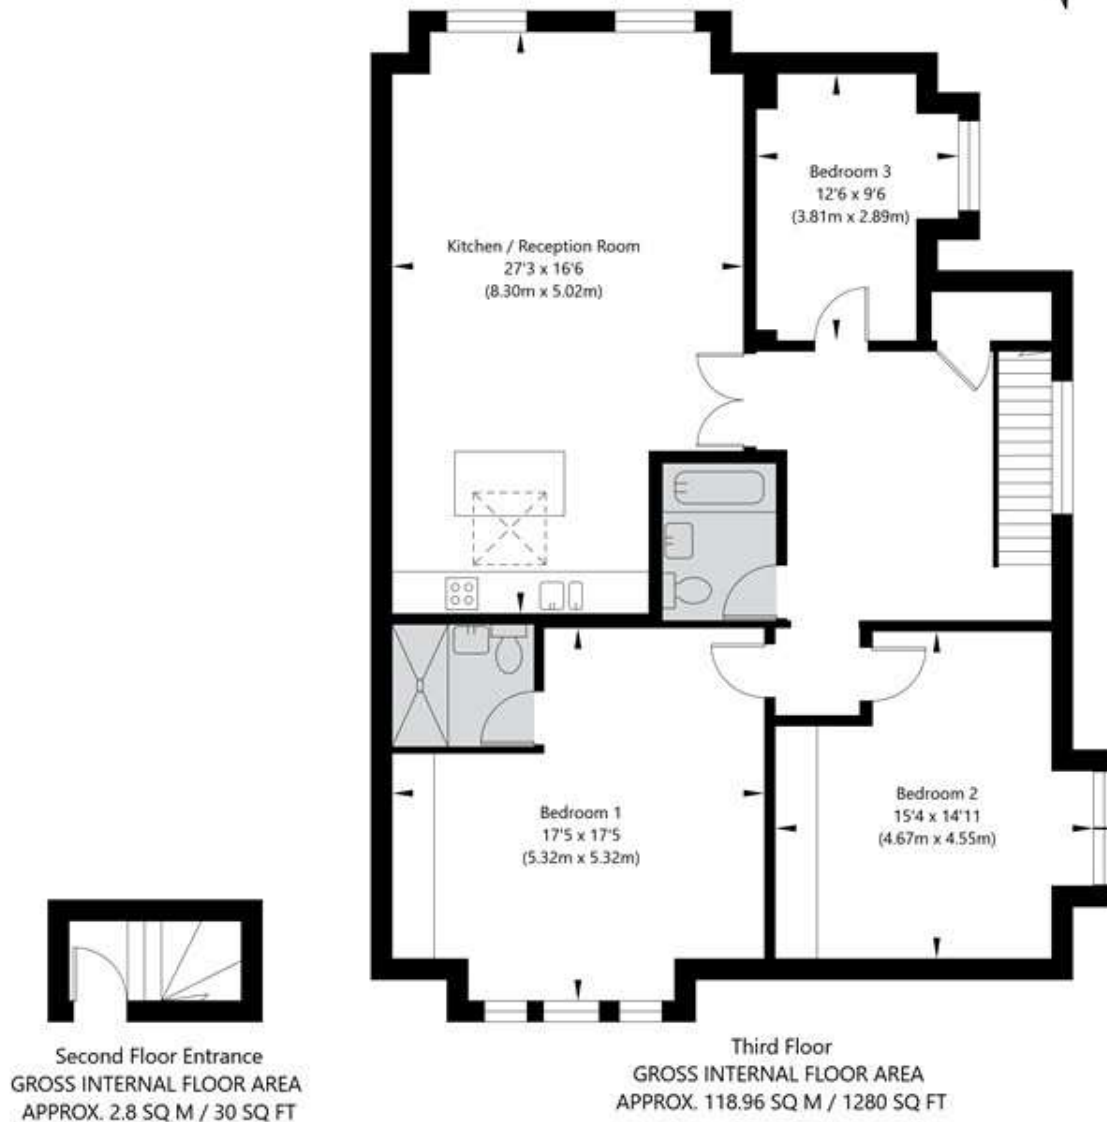 Bedroom 3
12'6 x 9'6
(3.81m x 2.89m)
Kitchen / Reception Room
27'3 x 16'6
(8.30m x 5.02m)
Bedroom 1
17'5 x 17'5
(5.32m x 5.32m)
Bedroom 2
15'4 x 14'11
(4.67m x 4.55m)
Second Floor Entrance
GROSS INTERNAL FLOOR AREA
APPROX. 2.8 SQ M / 30 SQ FT
Third Floor
GROSS INTERNAL FLOOR AREA
APPROX. 118.96 SQ M / 1280 SQ FT